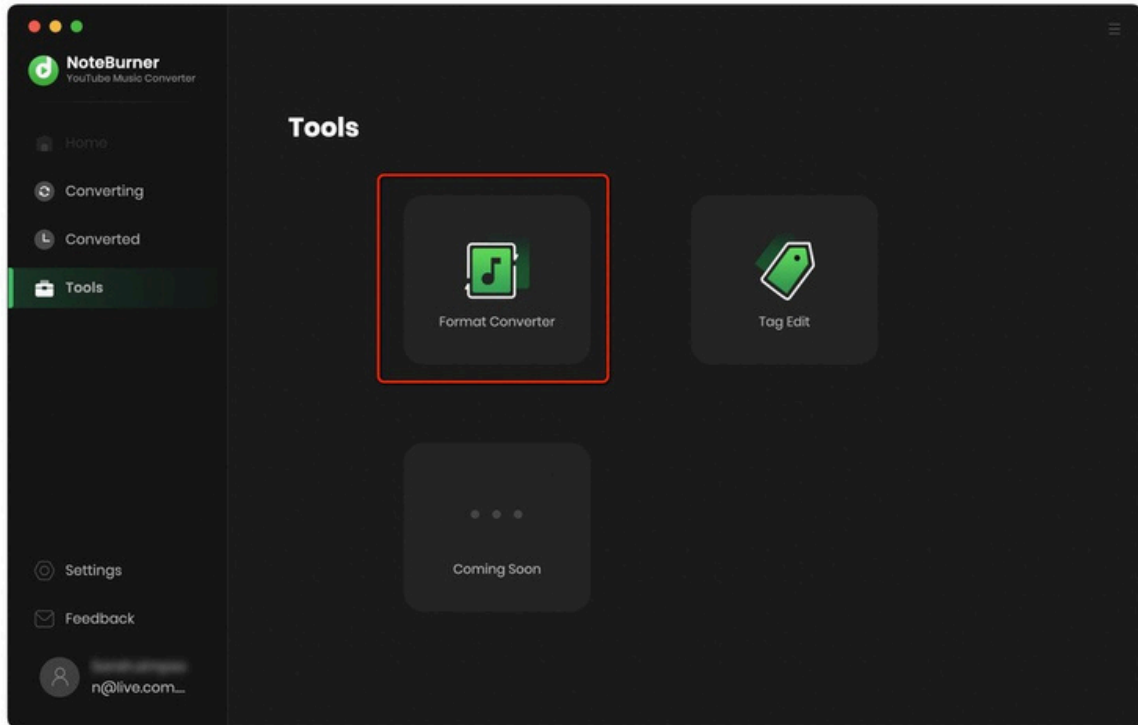 NoteBurner
YouTube Music Converter
Home
Converting
Converted
Tools
Settings
Feedback
n@live.com...
Tools
Format Converter
Tag Edit
Coming Soon